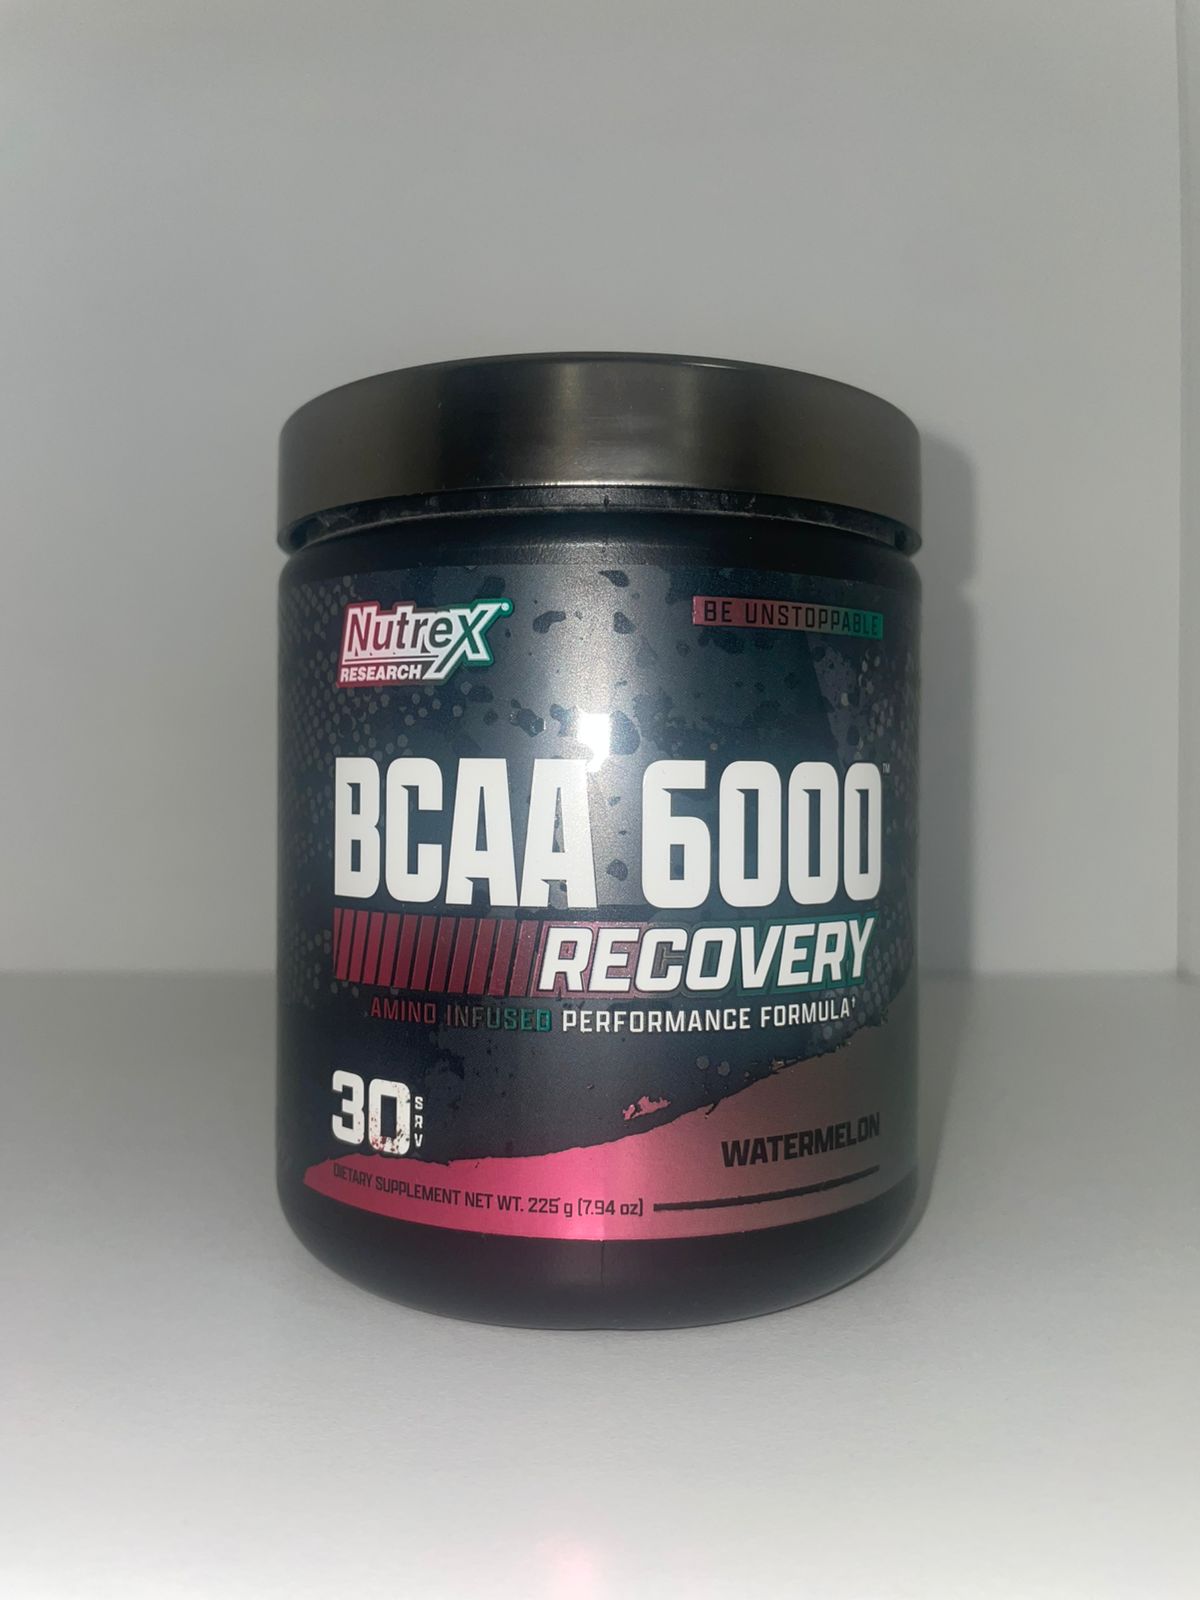 Nutrex®
RESEARCH
BE UNSTOPPABLE
BCAA 6000™
RECOVERY
AMINO INFUSED PERFORMANCE FORMULA†
30 SRV
WATERMELON
DIETARY SUPPLEMENT NET WT. 225 g (7.94 oz)